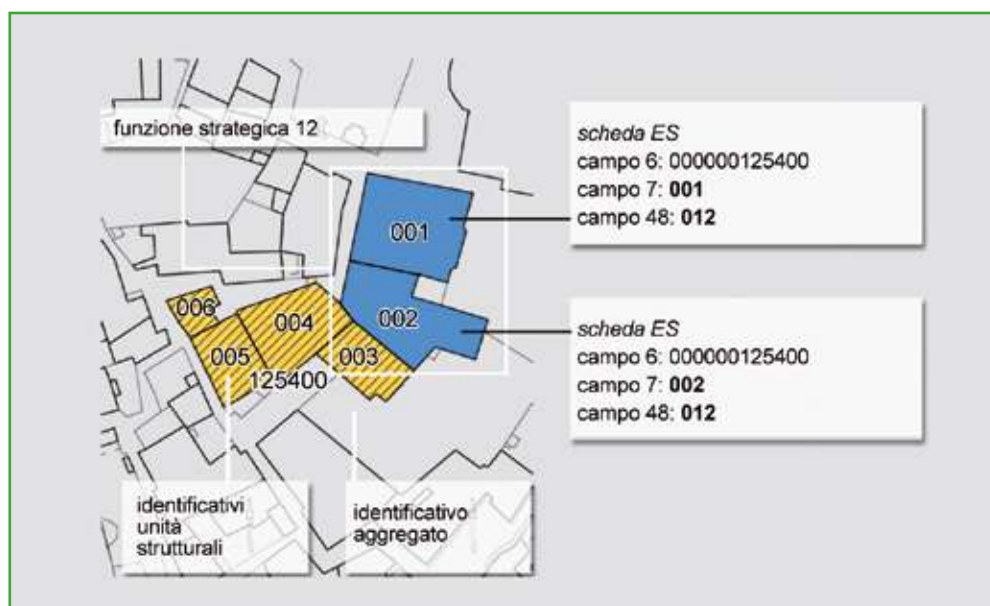 funzione strategica 12
scheda ES
campo 6: 000000125400
campo 7: 001
campo 48: 012
001
002
006
004
005
003
125400
scheda ES
campo 6: 000000125400
campo 7: 002
campo 48: 012
identificativi
unità
strutturali
identificativo
aggregato